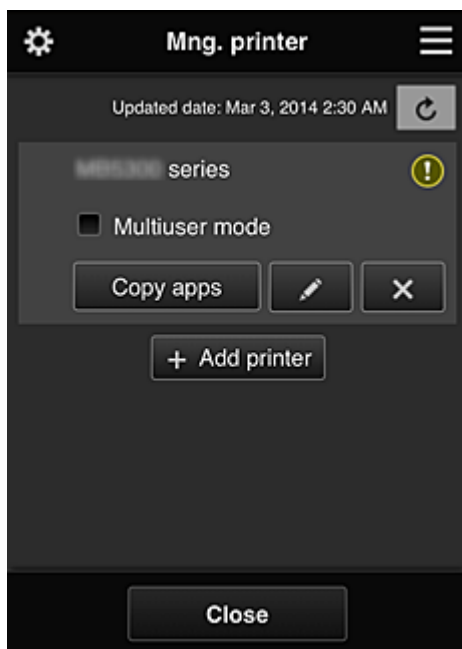 Mng. printer
Updated date: Mar 3, 2014 2:30 AM
series
Multiuser mode
Copy apps
+ Add printer
Close